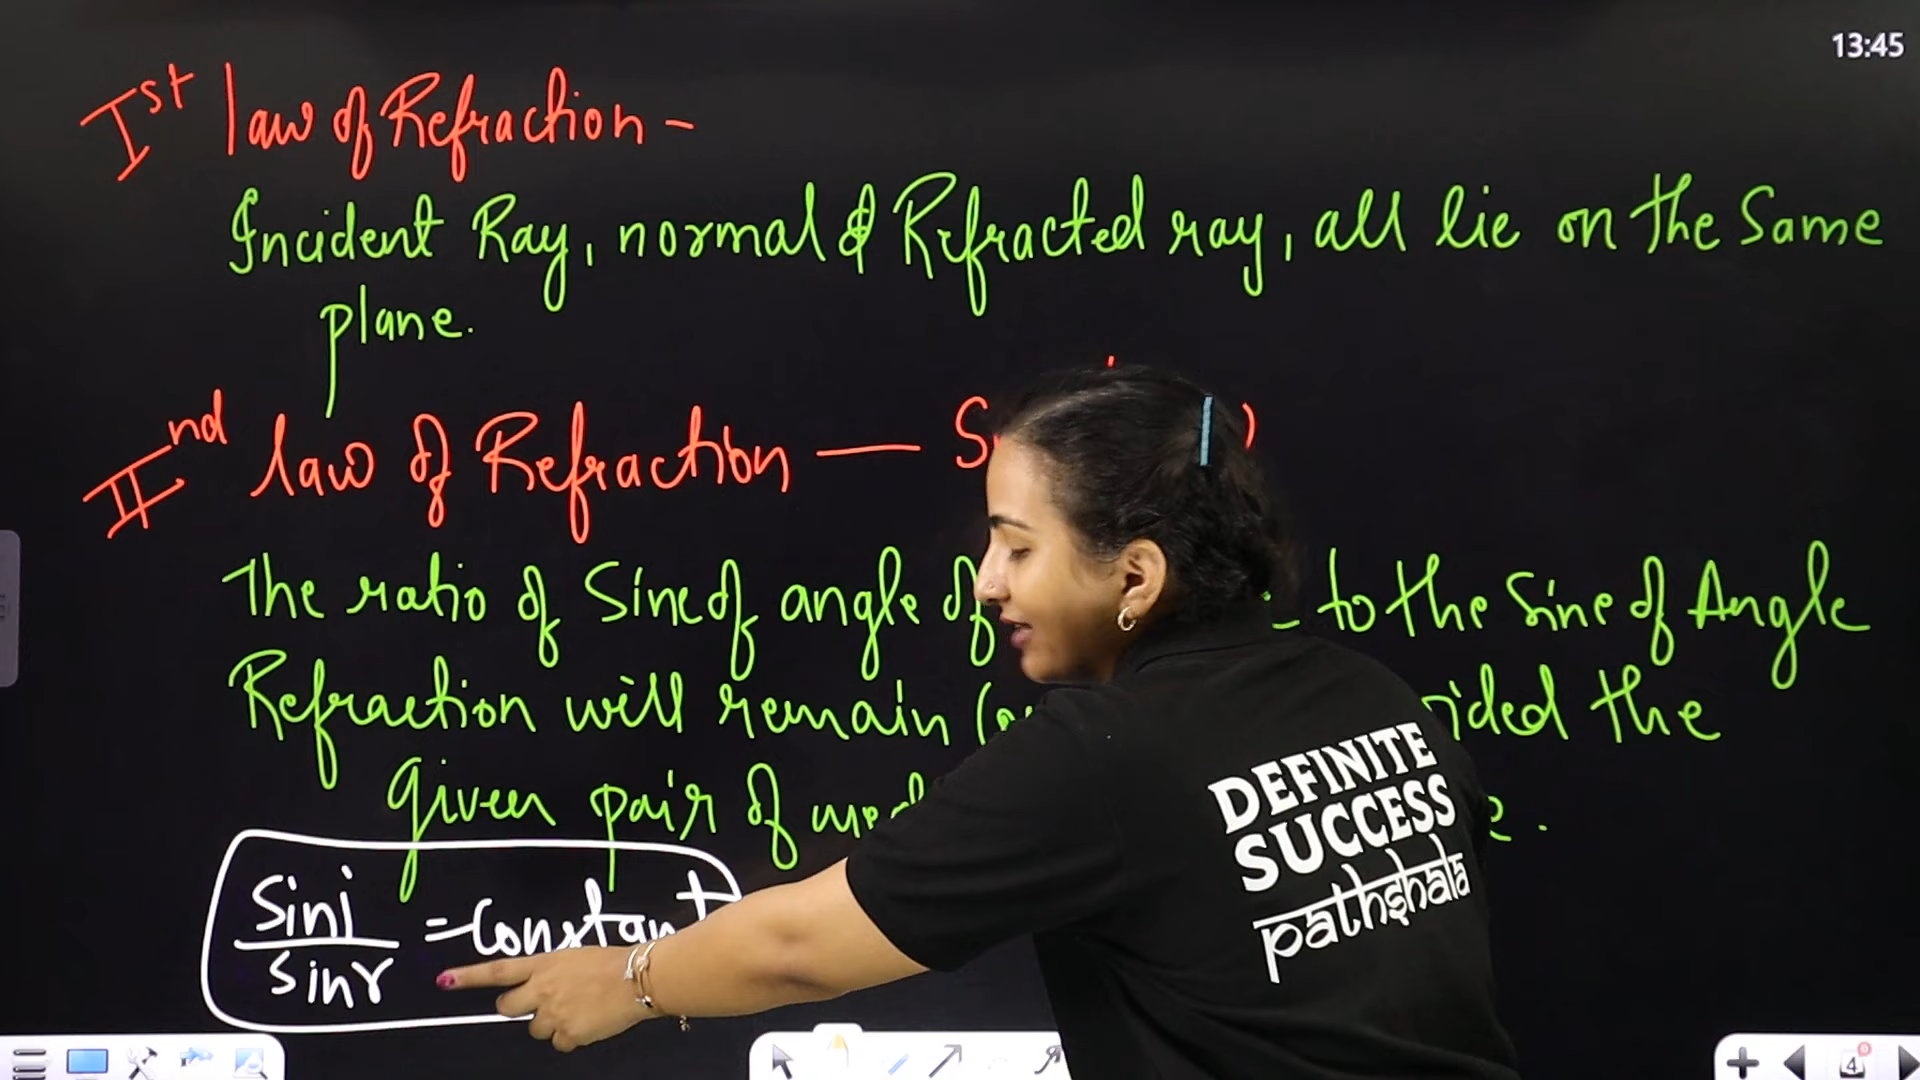 13:45
Ist law of Refraction -
Incident Ray, normal & Refracted ray, all lie on the Same
plane.
IInd law of Refraction —
The ratio of Sine of angle of to the Sine of Angle
Refraction will remain the
given pair of
Sini/Sinr = Constant
DEFINITE
SUCCESS
pathshala
4